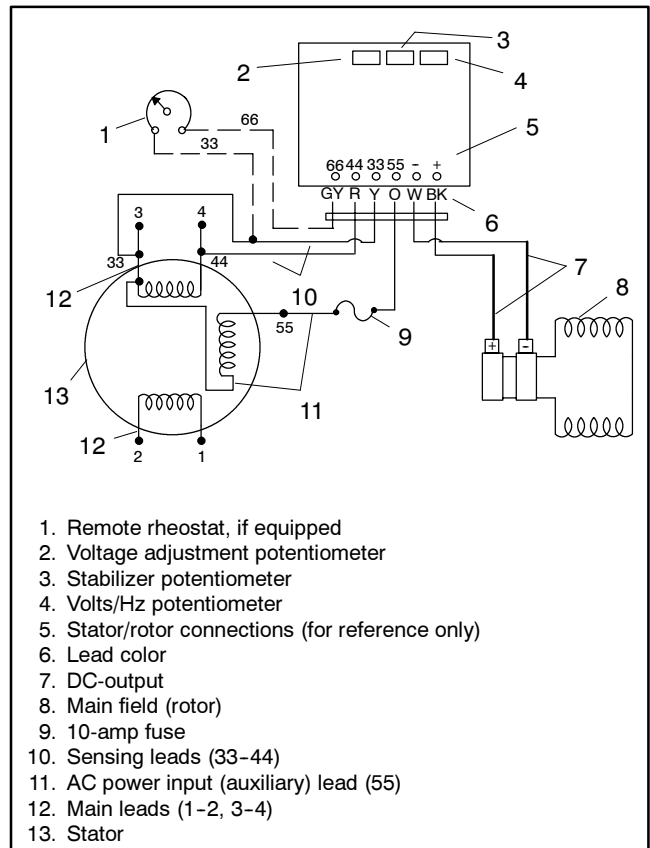 3
2
4
1
66
33
5
66 44 33 55 - +
GY R Y O W BK
6
3
4
33
44
7
12
10
8
55
9
13
11
+ -
12
2
1
1. Remote rheostat, if equipped
2. Voltage adjustment potentiometer
3. Stabilizer potentiometer
4. Volts/Hz potentiometer
5. Stator/rotor connections (for reference only)
6. Lead color
7. DC-output
8. Main field (rotor)
9. 10-amp fuse
10. Sensing leads (33-44)
11. AC power input (auxiliary) lead (55)
12. Main leads (1-2, 3-4)
13. Stator